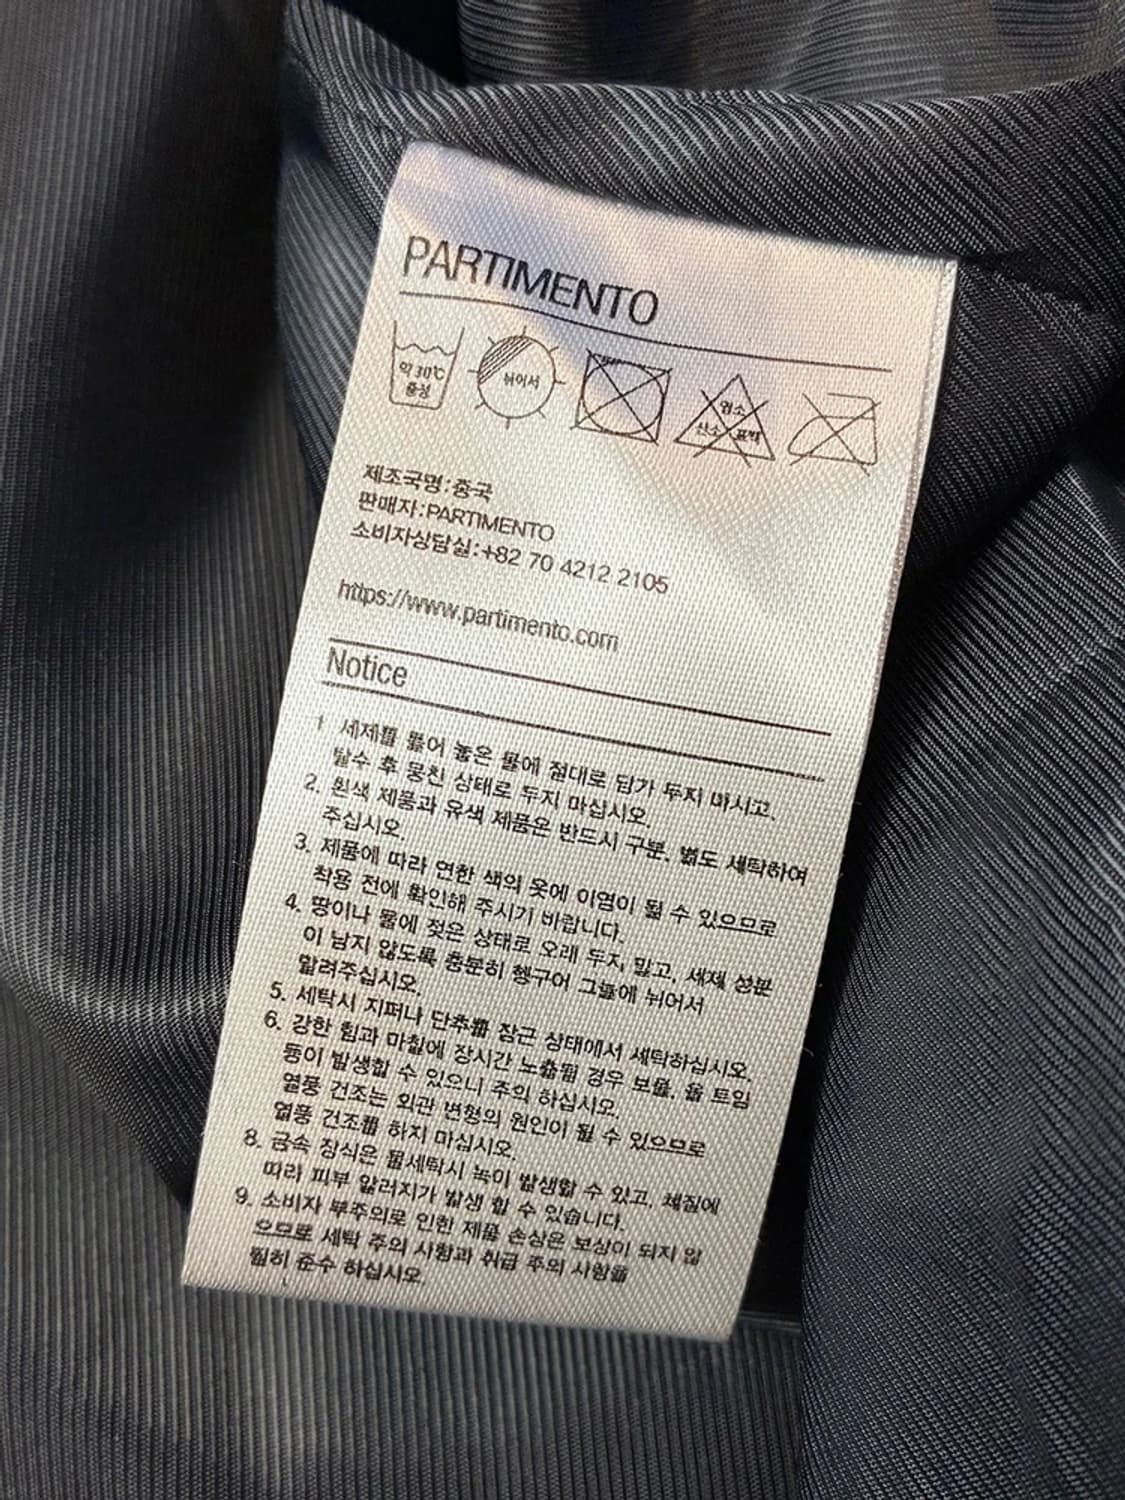 PARTIMENTO
약 30℃
중성
뉘어서
염소
산소 표백
제조국명:중국
판매자:PARTIMENTO
소비자상담실:+82 70 4212 2105
https://www.partimento.com
Notice
1 세제를 풀어 놓은 물에 절대로 담가 두지 마시고,
탈수 후 뭉친 상태로 두지 마십시오.
2. 흰색 제품과 유색 제품은 반드시 구분, 별도 세탁하여
주십시오.
3. 제품에 따라 연한 색의 옷에 이염이 될 수 있으므로
착용 전에 확인해 주시기 바랍니다.
4. 땅이나 물에 젖은 상태로 오래 두지 말고, 세제 성분
이 남지 않도록 충분히 헹구어 그늘에 뉘어서
말려주십시오.
5. 세탁시 지퍼나 단추를 잠근 상태에서 세탁하십시오.
6. 강한 힘과 마찰에 장시간 노출될 경우 보풀, 올 트임
등이 발생할 수 있으니 주의 하십시오.
열풍 건조는 외관 변형의 원인이 될 수 있으므로
열풍 건조를 하지 마십시오.
8. 금속 장식은 물세탁시 녹이 발생할 수 있고, 체질에
따라 피부 알러지가 발생 할 수 있습니다.
9. 소비자 부주의로 인한 제품 손상은 보상이 되지 않
으므로 세탁 주의 사항과 취급 주의 사항을
필히 준수 하십시오.